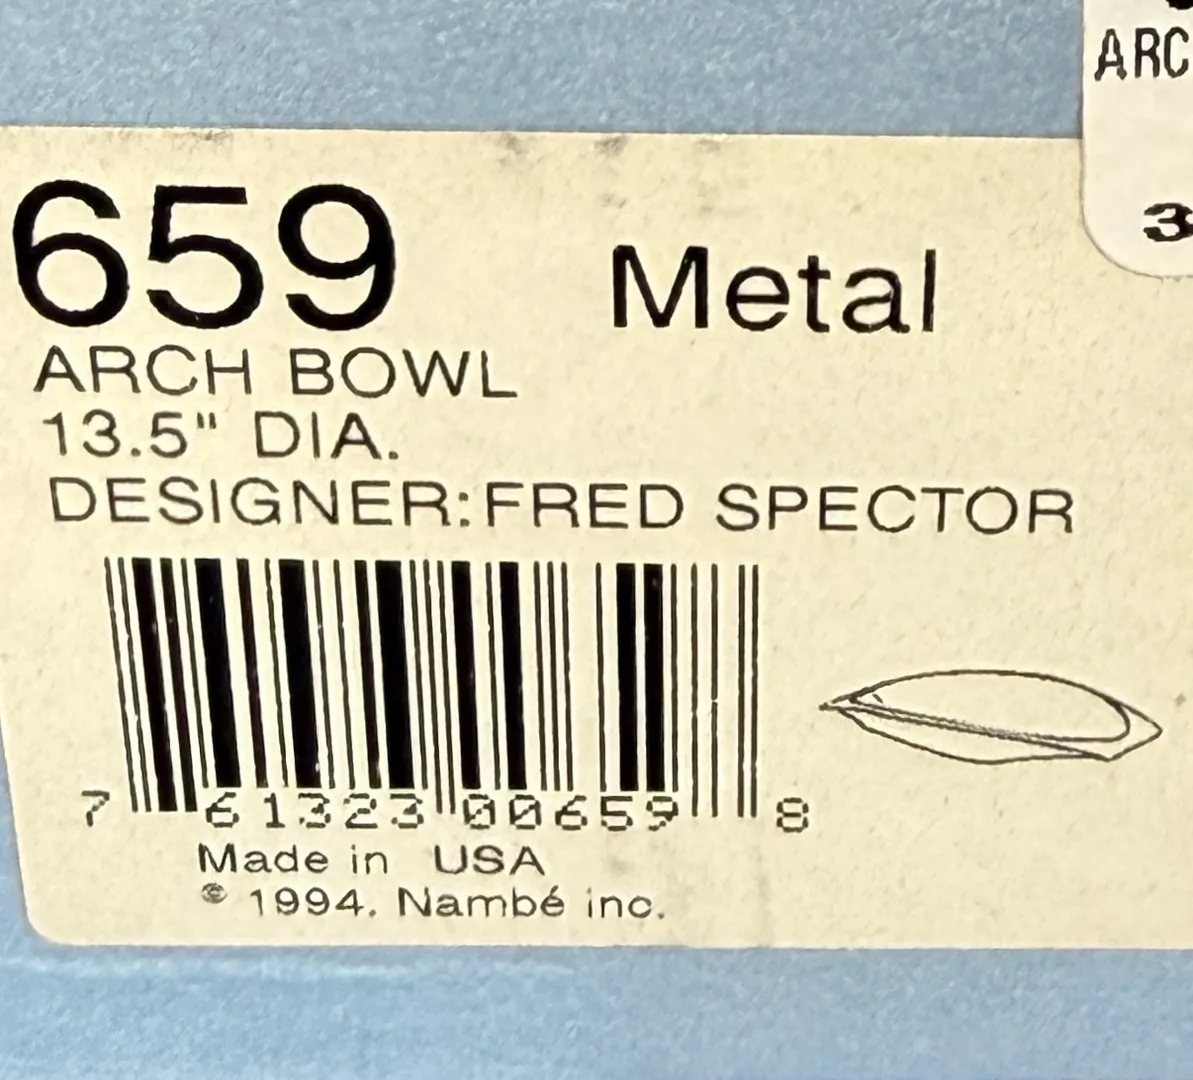 ARC
3
659
Metal
ARCH BOWL
13.5" DIA.
DESIGNER:FRED SPECTOR
7 61323 00659 8
Made in USA
© 1994. Nambé inc.